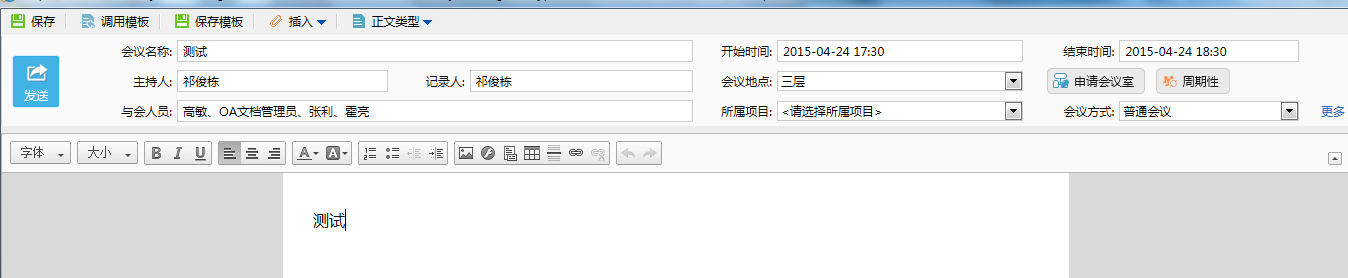 保存 调用模板 保存模板 插入 正文类型
会议名称: 测试 开始时间: 2015-04-24 17:30 结束时间: 2015-04-24 18:30
发送 主持人: 祁俊栋 记录人: 祁俊栋 会议地点: 三层 申请会议室 周期性
与会人员: 高敏、OA文档管理员、张利、霍亮 所属项目: <请选择所属项目> 会议方式: 普通会议 更多
字体 大小 B I U A A
测试